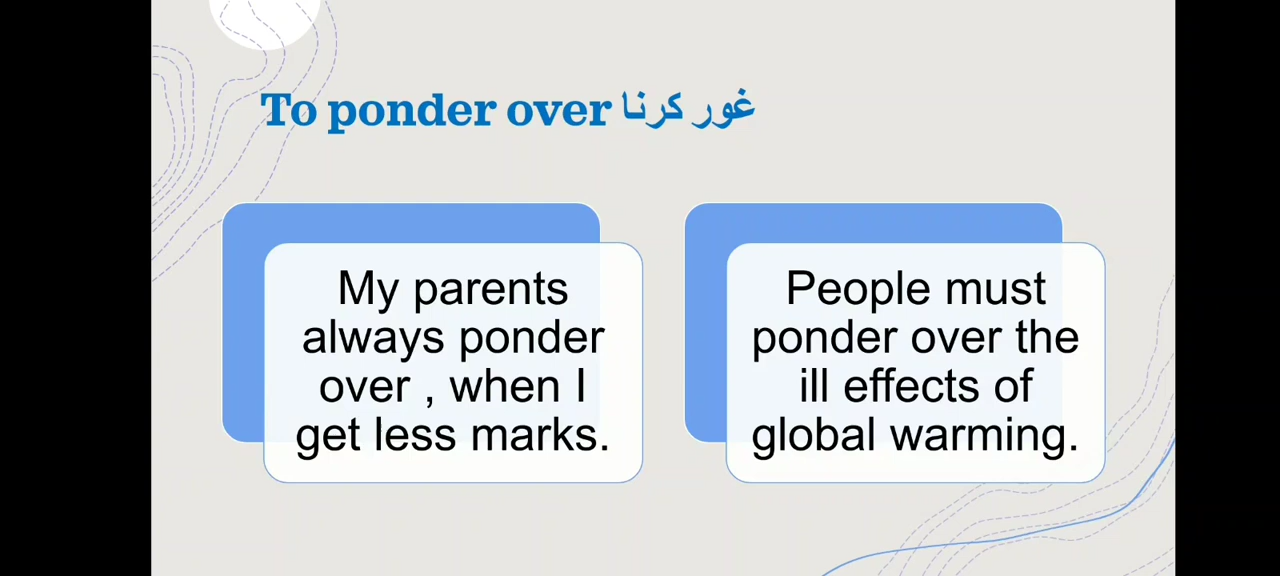 To ponder over غور کرنا
My parents
always ponder
over , when I
get less marks.
People must
ponder over the
ill effects of
global warming.